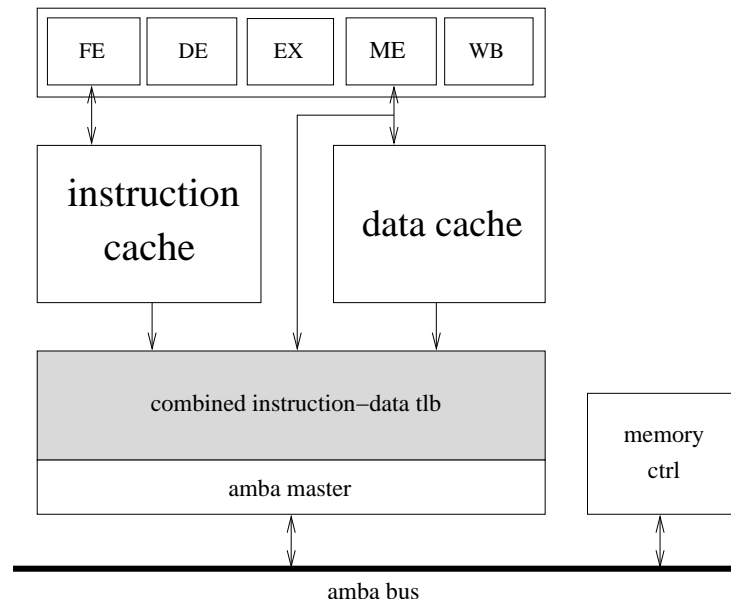 FE DE EX ME WB
instruction
cache
data cache
combined instruction−data tlb
amba master
memory
ctrl
amba bus